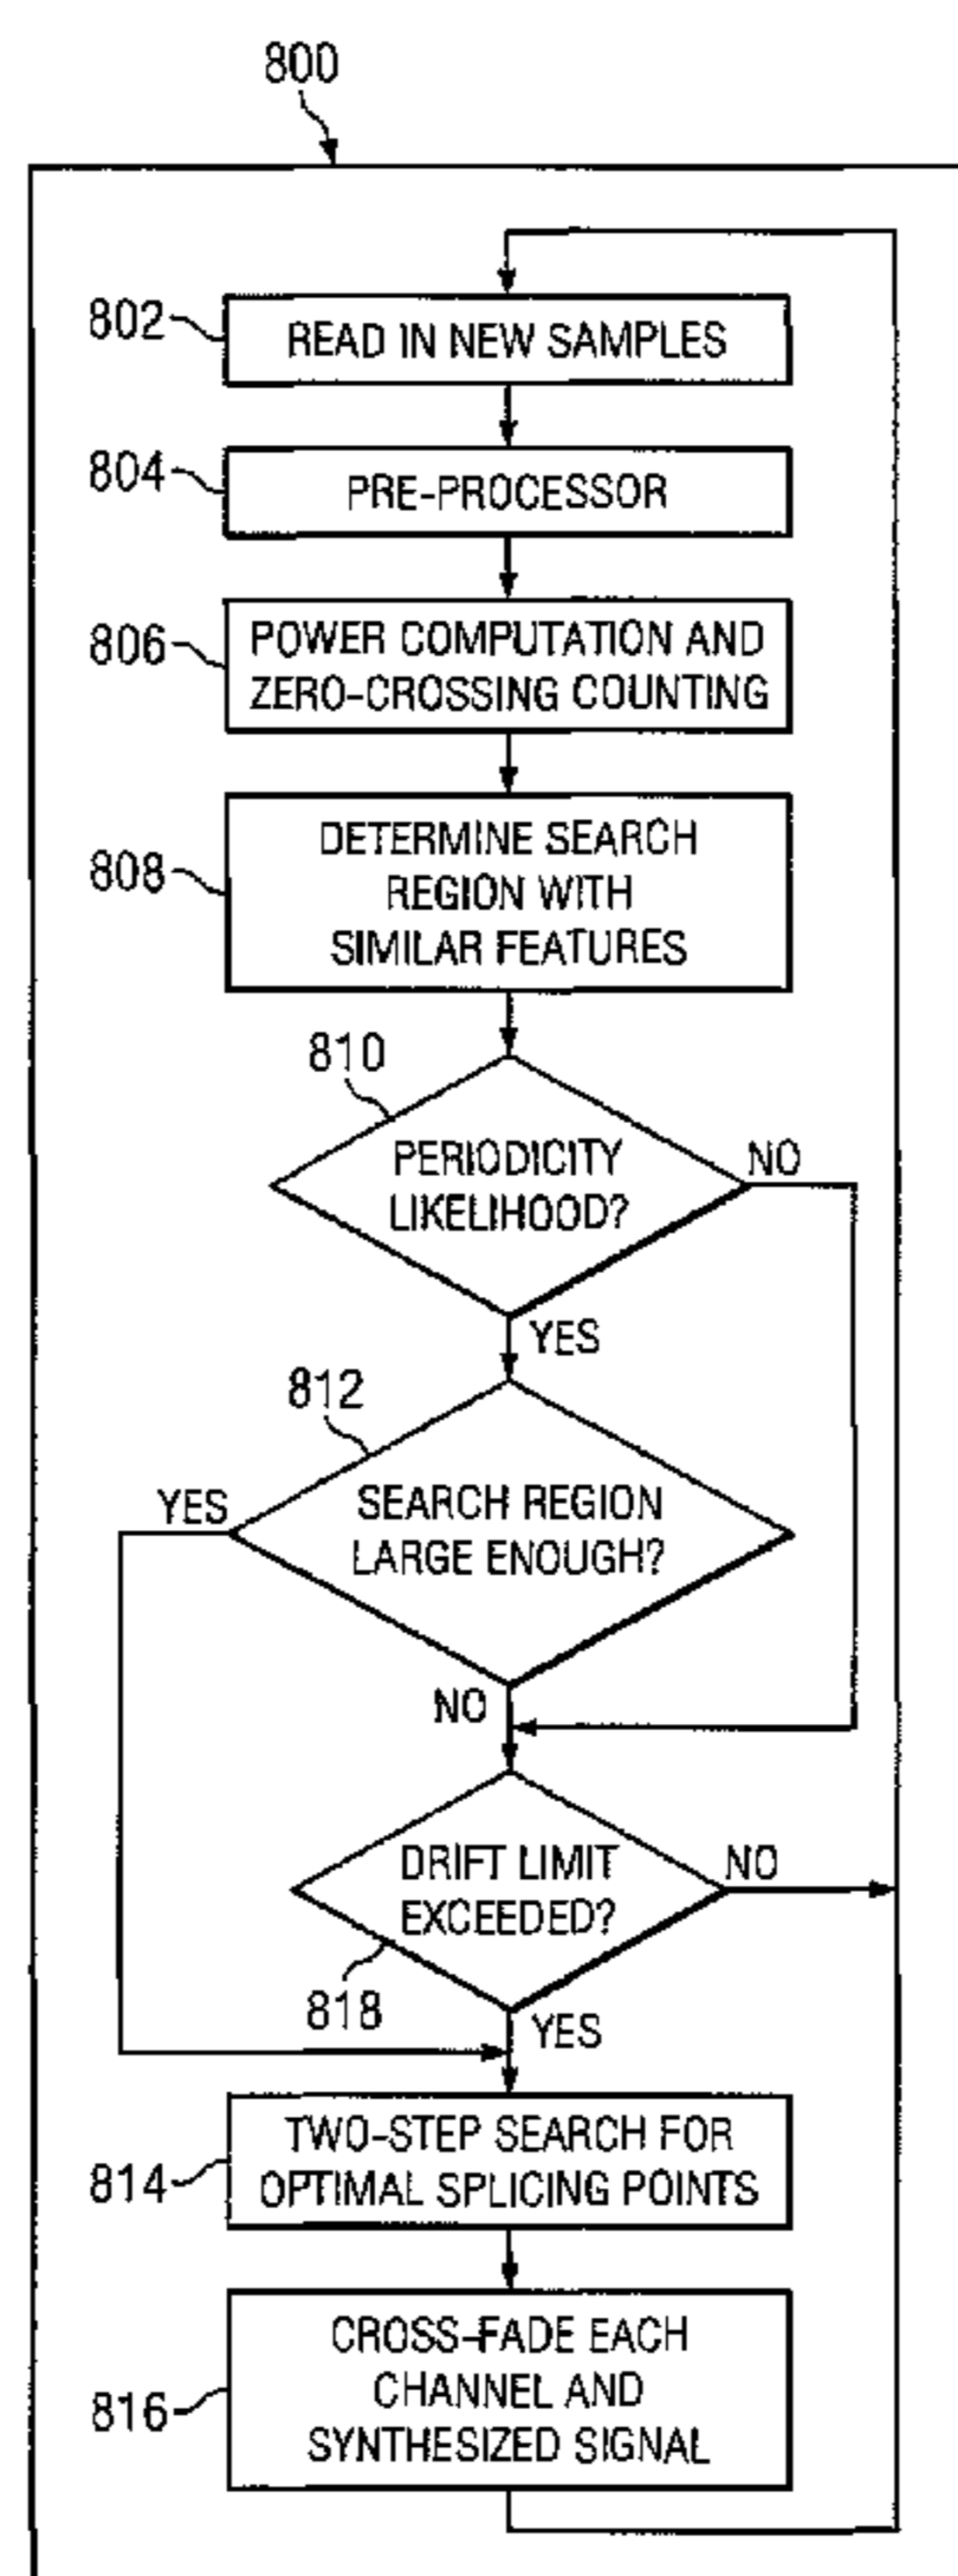 800
802
READ IN NEW SAMPLES
804
PRE-PROCESSOR
806
POWER COMPUTATION AND
ZERO-CROSSING COUNTING
808
DETERMINE SEARCH
REGION WITH
SIMILAR FEATURES
810
PERIODICITY
LIKELIHOOD?
NO
YES
812
YES
SEARCH REGION
LARGE ENOUGH?
NO
DRIFT LIMIT
EXCEEDED?
NO
818
YES
814
TWO-STEP SEARCH FOR
OPTIMAL SPLICING POINTS
816
CROSS-FADE EACH
CHANNEL AND
SYNTHESIZED SIGNAL